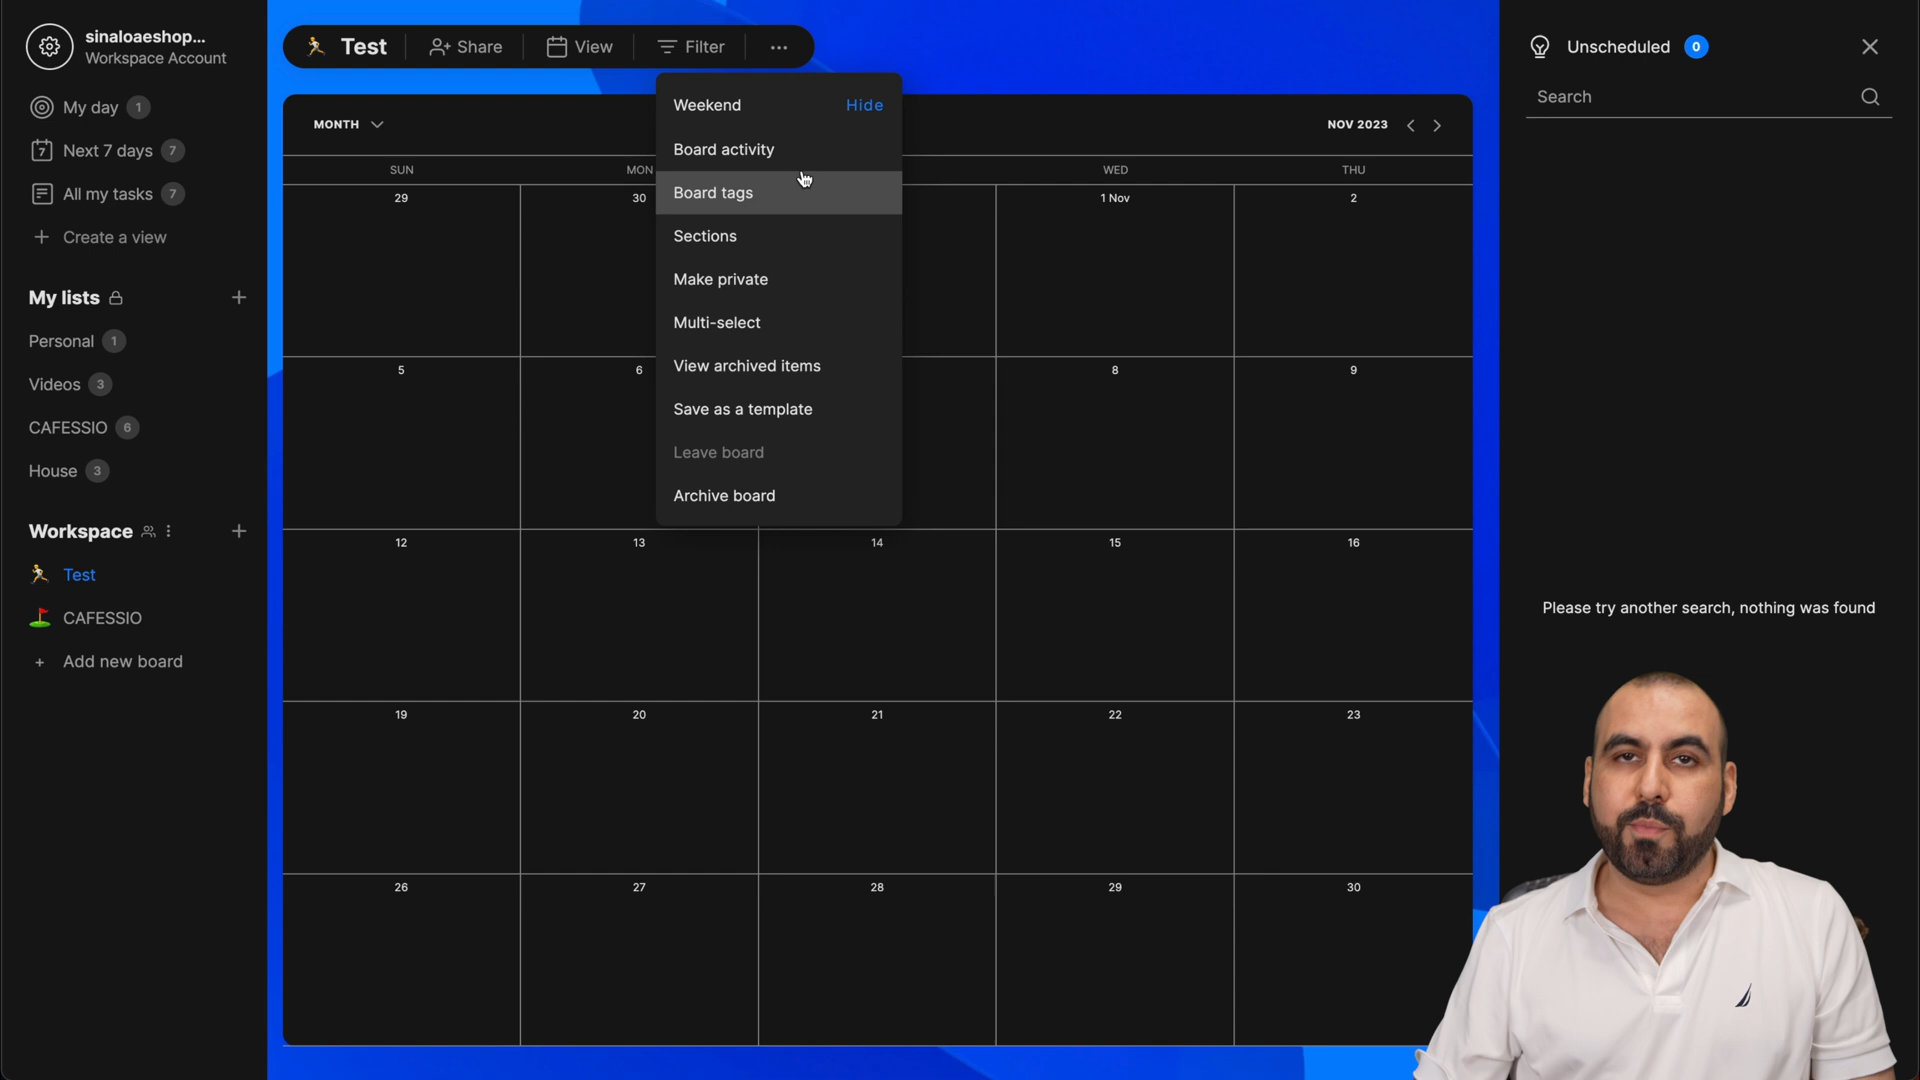 sinaloaeshop...
Workspace Account
My day 1
7 Next 7 days 7
All my tasks 7
+ Create a view
My lists +
Personal 1
Videos 3
CAFESSIO 6
House 3
Workspace +
Test
CAFESSIO
+ Add new board
Test Share View Filter ...
Weekend Hide
Board activity
Board tags
Sections
Make private
Multi-select
View archived items
Save as a template
Leave board
Archive board
MONTH NOV 2023
SUN MON WED THU
29 30 1 Nov 2
5 6 8 9
12 13 14 15 16
19 20 21 22 23
26 27 28 29 30
Unscheduled 0
Search
Please try another search, nothing was found